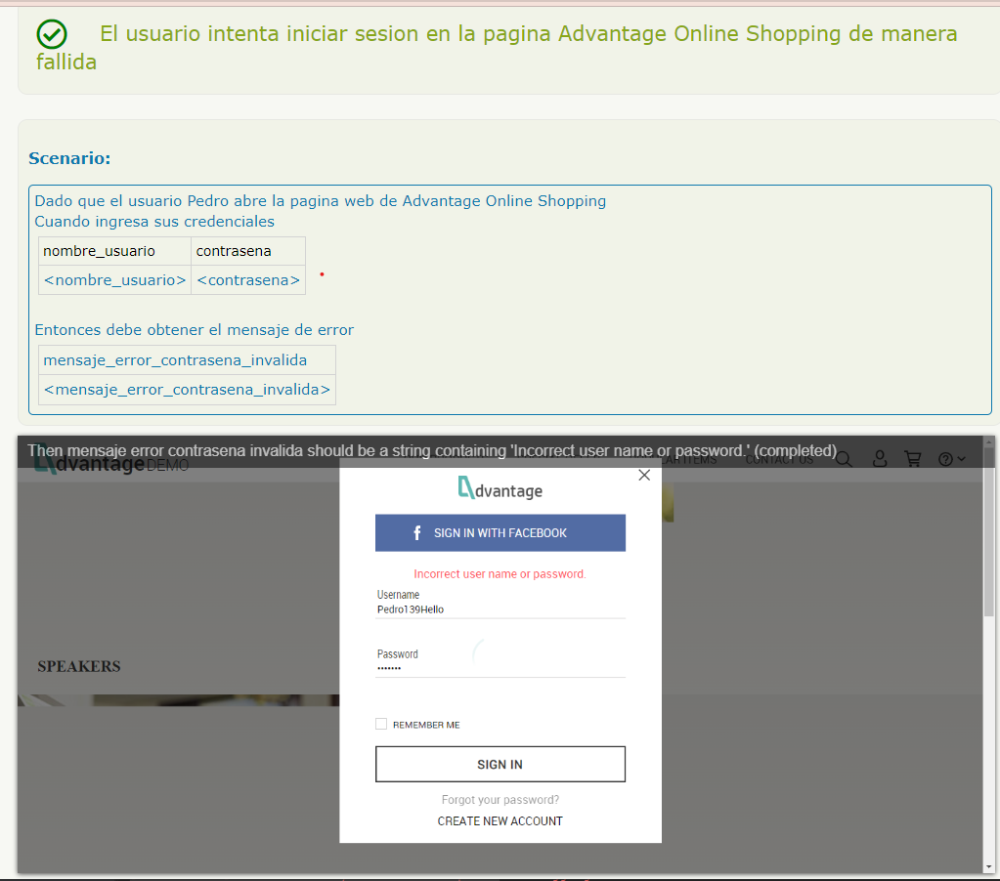 El usuario intenta iniciar sesion en la pagina Advantage Online Shopping de manera
fallida
Scenario:
Dado que el usuario Pedro abre la pagina web de Advantage Online Shopping
Cuando ingresa sus credenciales
nombre_usuario contrasena
<nombre_usuario> <contrasena>
Entonces debe obtener el mensaje de error
mensaje_error_contrasena_invalida
<mensaje_error_contrasena_invalida>
Then mensaje error contrasena invalida should be a string containing 'Incorrect user name or password ' (completed)
dvantage DEMO
AR ITEMS CONTACT US
dvantage
f SIGN IN WITH FACEBOOK
Incorrect user name or password.
Username
Pedro139Hello
Password
•••••••
SPEAKERS
REMEMBER ME
SIGN IN
Forgot your password?
CREATE NEW ACCOUNT